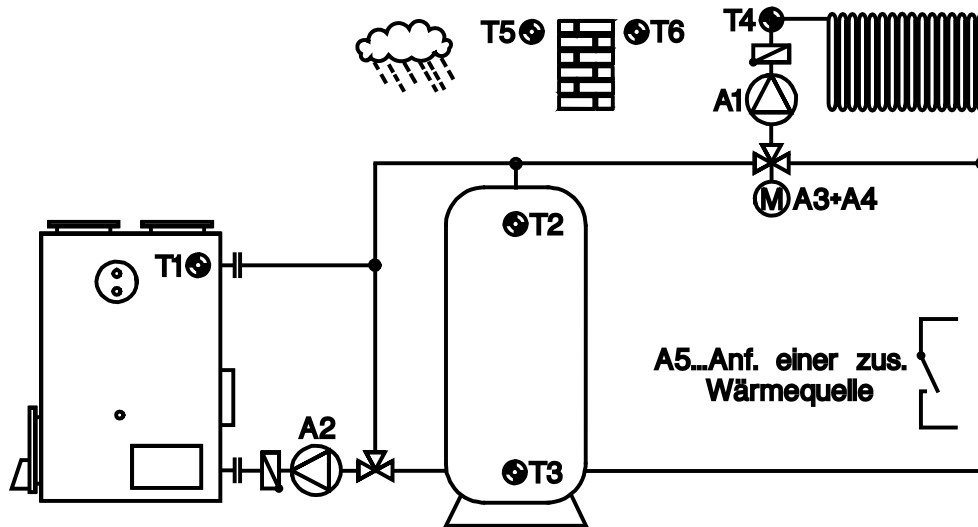 T5
T6
T4
A1
M
A3+A4
T2
T1
A5...Anf. einer zus.
Wärmequelle
A2
T3